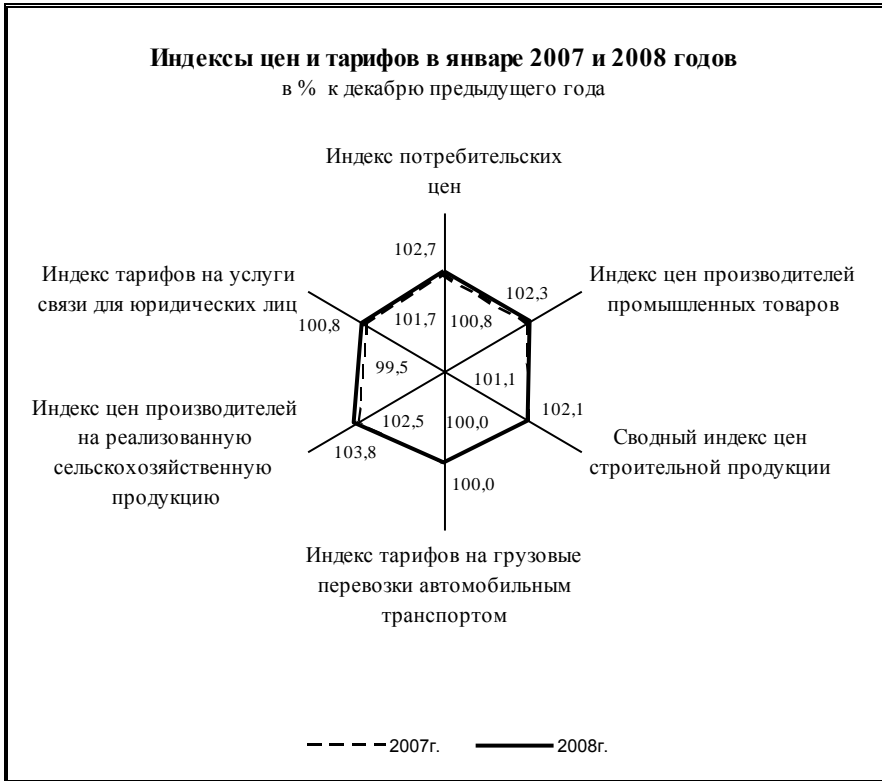 Индексы цен и тарифов в январе 2007 и 2008 годов
в % к декабрю предыдущего года
Индекс потребительских
цен
102,7
Индекс тарифов на услуги
связи для юридических лиц
100,8
Индекс цен производителей
промышленных товаров
102,3
101,7
100,8
99,5
101,1
Индекс цен производителей
на реализованную
сельскохозяйственную
продукцию
103,8
102,5
100,0
102,1
Сводный индекс цен
строительной продукции
100,0
Индекс тарифов на грузовые
перевозки автомобильным
транспортом
2007г.
2008г.